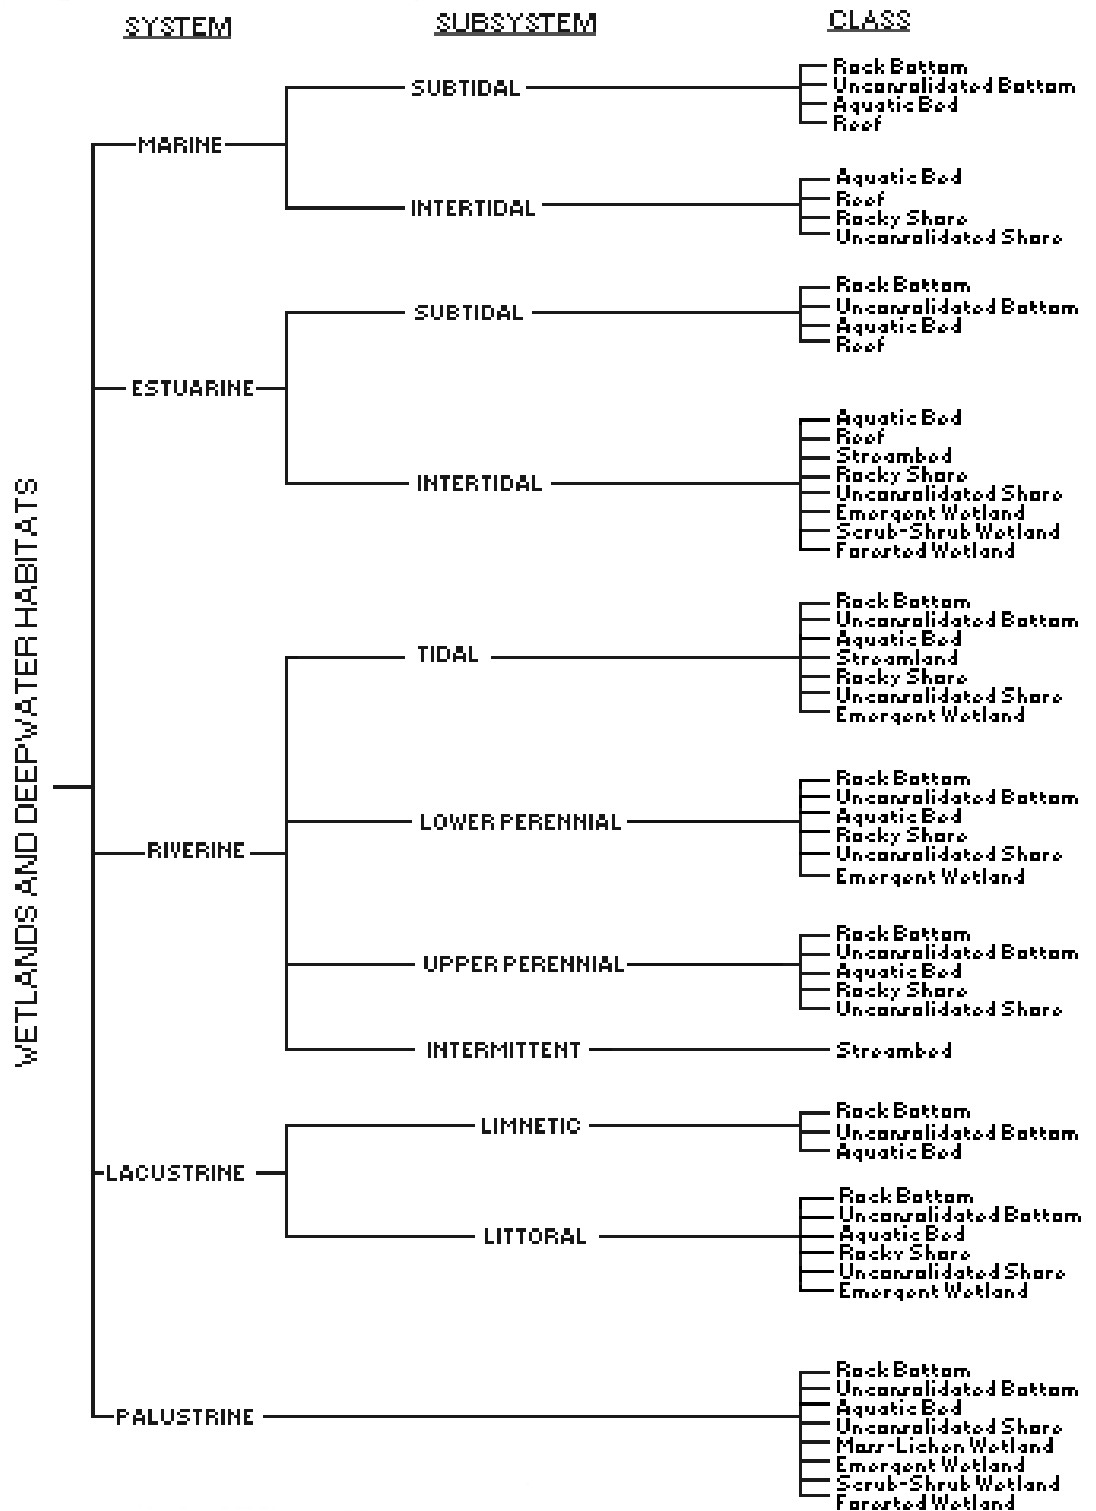 SYSTEM
SUBSYSTEM
CLASS
WETLANDS AND DEEPWATER HABITATS
MARINE
SUBTIDAL
Rock Bottom
Unconsolidated Bottom
Aquatic Bed
Reef
INTERTIDAL
Aquatic Bed
Reef
Rocky Shore
Unconsolidated Shore
ESTUARINE
SUBTIDAL
Rock Bottom
Unconsolidated Bottom
Aquatic Bed
Reef
INTERTIDAL
Aquatic Bed
Reef
Streambed
Rocky Shore
Unconsolidated Shore
Emergent Wetland
Scrub-Shrub Wetland
Forested Wetland
RIVERINE
TIDAL
Rock Bottom
Unconsolidated Bottom
Aquatic Bed
Streamland
Rocky Shore
Unconsolidated Shore
Emergent Wetland
LOWER PERENNIAL
Rock Bottom
Unconsolidated Bottom
Aquatic Bed
Rocky Shore
Unconsolidated Shore
Emergent Wetland
UPPER PERENNIAL
Rock Bottom
Unconsolidated Bottom
Aquatic Bed
Rocky Shore
Unconsolidated Shore
INTERMITTENT
Streambed
LACUSTRINE
LIMNETIC
Rock Bottom
Unconsolidated Bottom
Aquatic Bed
LITTORAL
Rock Bottom
Unconsolidated Bottom
Aquatic Bed
Rocky Shore
Unconsolidated Shore
Emergent Wetland
PALUSTRINE
Rock Bottom
Unconsolidated Bottom
Aquatic Bed
Unconsolidated Shore
Moss-Lichen Wetland
Emergent Wetland
Scrub-Shrub Wetland
Forested Wetland